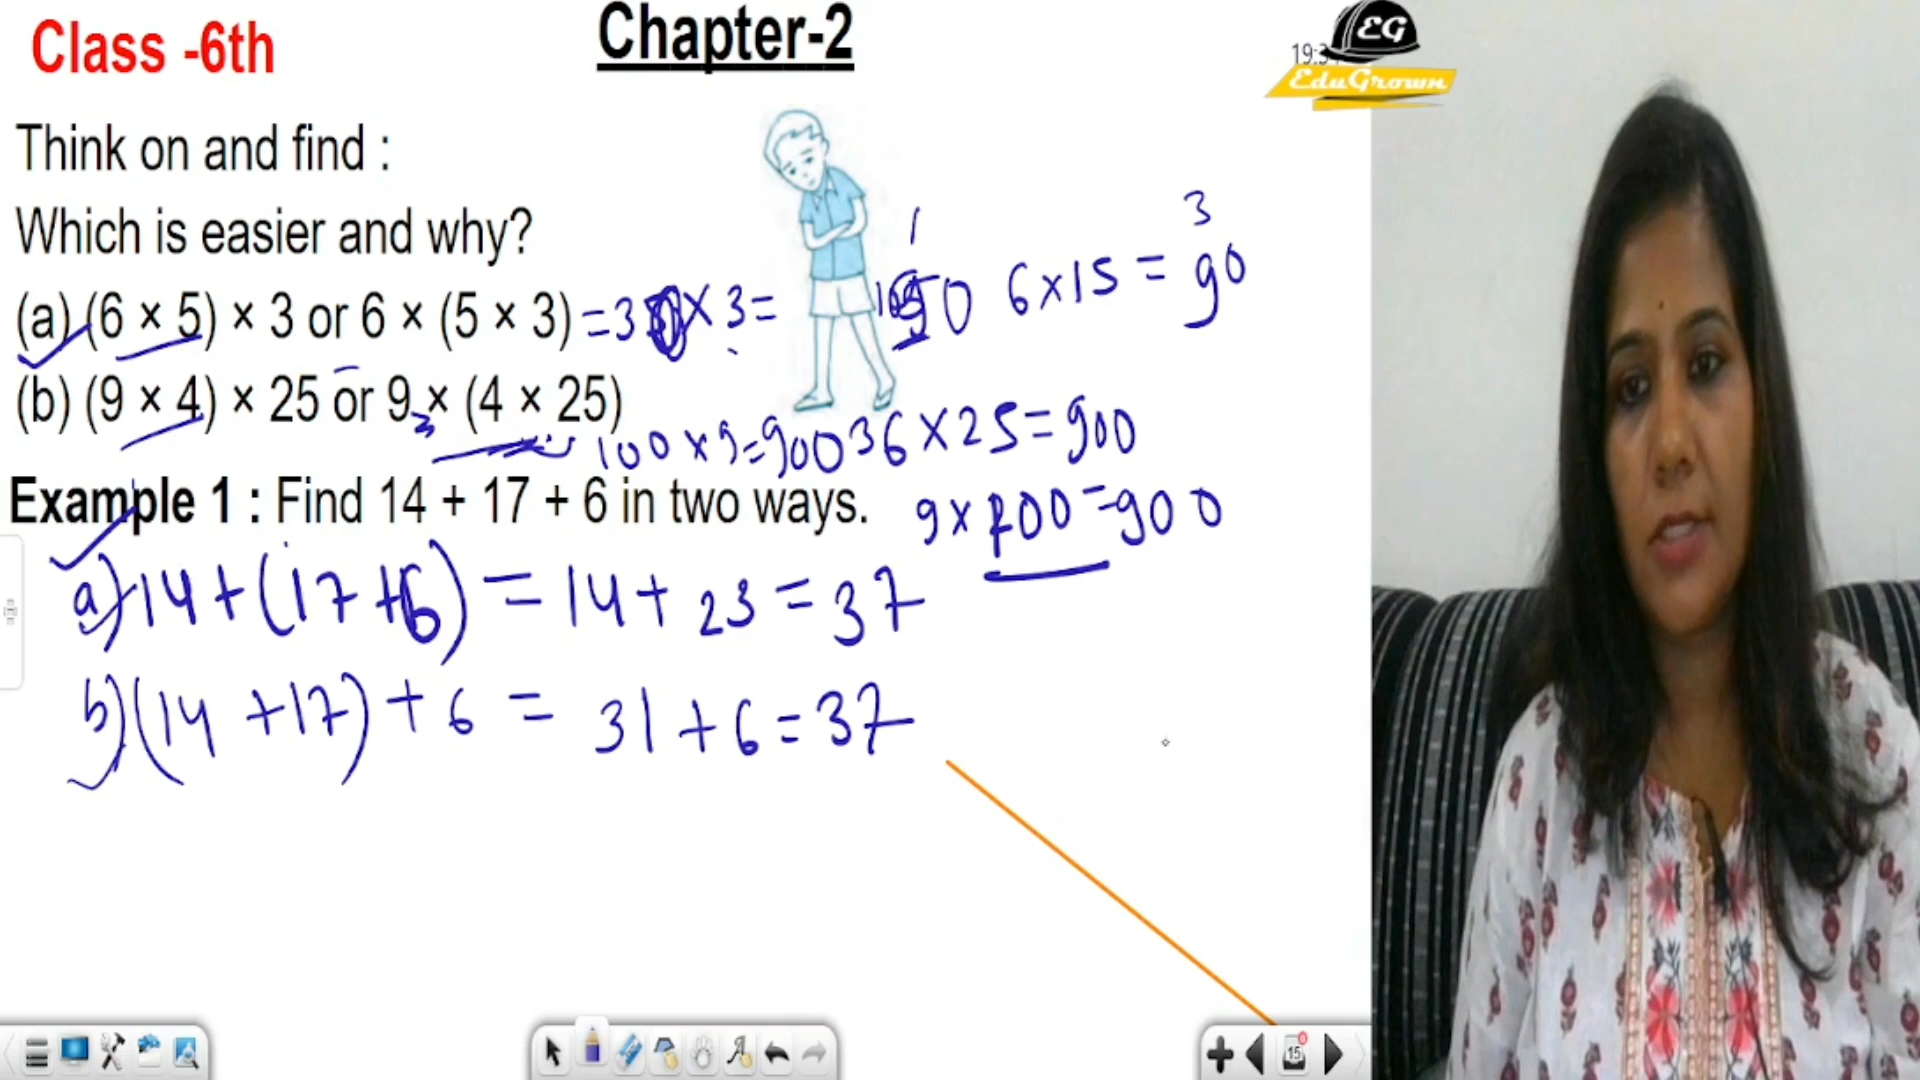 Class -6th
Chapter-2
EG
EduGrown
Think on and find :
Which is easier and why?
(a) (6 × 5) × 3 or 6 × (5 × 3) = 30 × 3 = 90 6 × 15 = 90
3
(b) (9 × 4) × 25 or 9 × (4 × 25)
100 × 9 = 900 36 × 25 = 900
Example 1 : Find 14 + 17 + 6 in two ways.
9 × 100 = 900
a) 14 + (17 + 6) = 14 + 23 = 37
b) (14 + 17) + 6 = 31 + 6 = 37
15